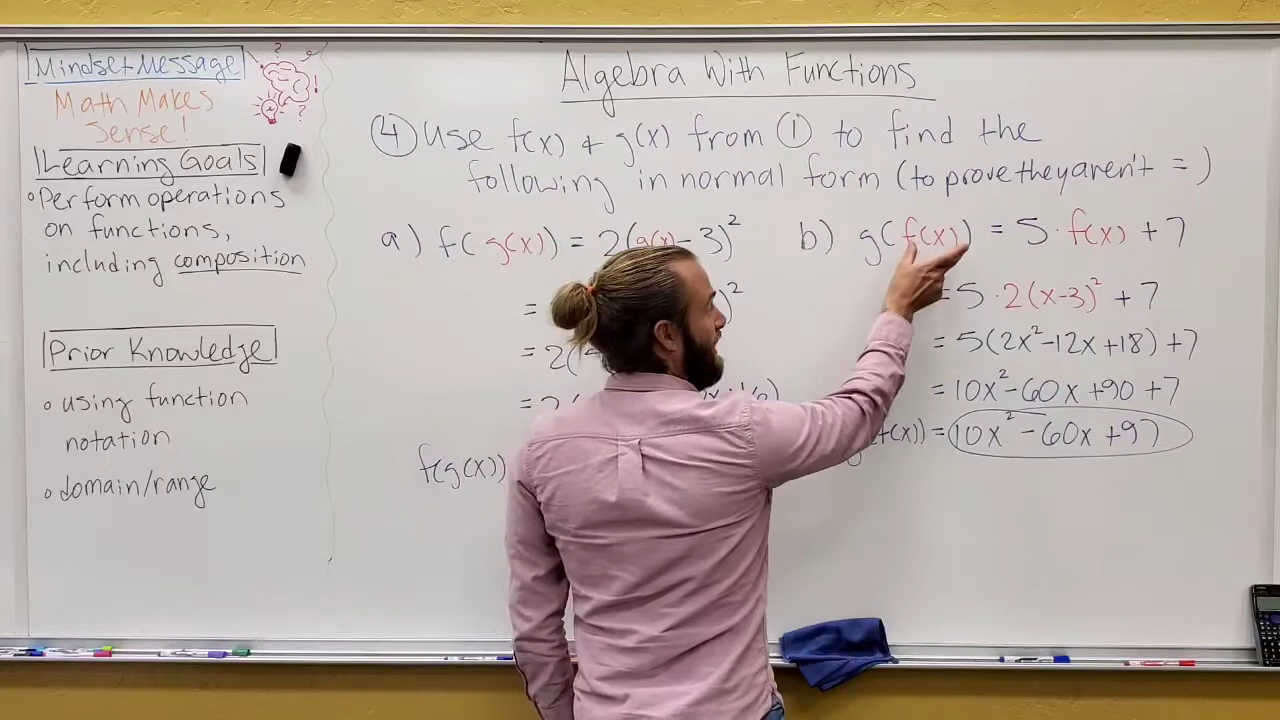 Mindset Message
Math Makes
Sense!
Learning Goals
Perform operations
on functions,
including composition
Prior Knowledge
using function
notation
domain/range
Algebra With Functions
④ Use f(x) + g(x) from ① to find the
following in normal form (to prove they aren't = )
a) f(g(x)) = 2(g(x)-3)²
)²
= 2(
= 2
f(g(x))
b) g(f(x)) = 5·f(x)+7
= 5·2(x-3)²+7
= 5(2x²-12x+18)+7
= 10x²-60x+90+7
f(x)) = 10x²-60x+97